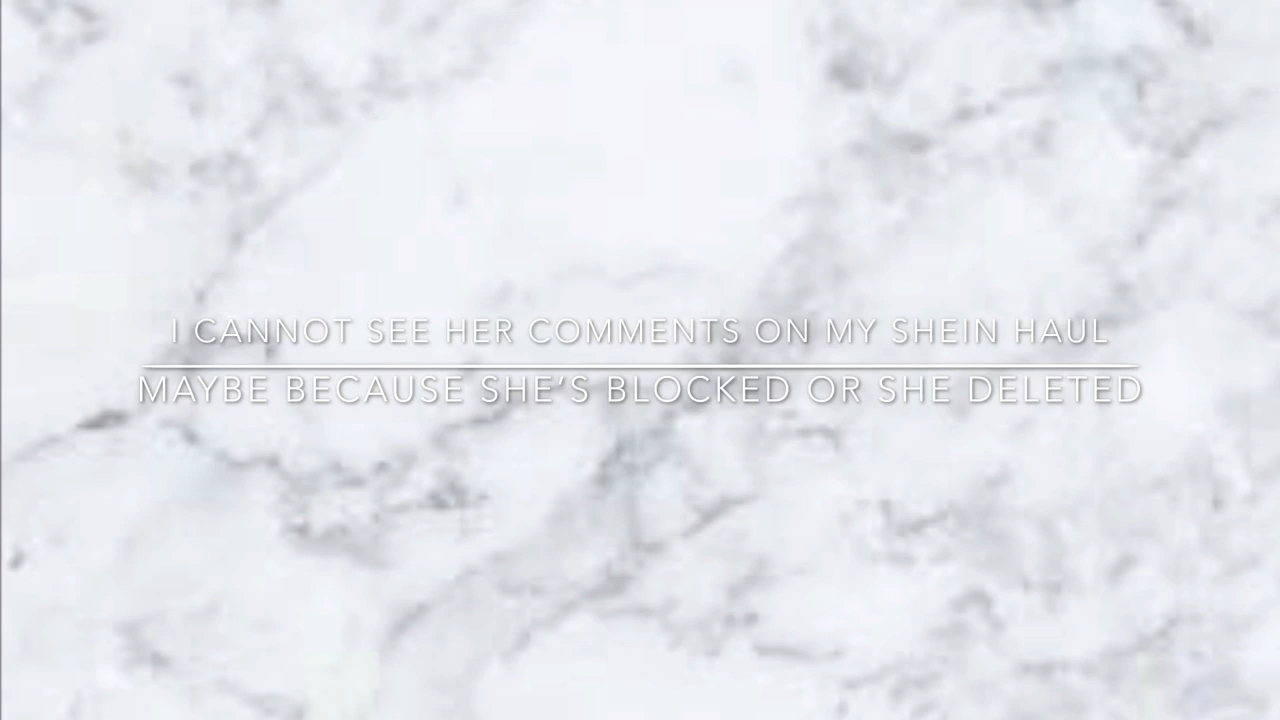 I CANNOT SEE HER COMMENTS ON MY SHEIN HAUL
MAYBE BECAUSE SHE’S BLOCKED OR SHE DELETED